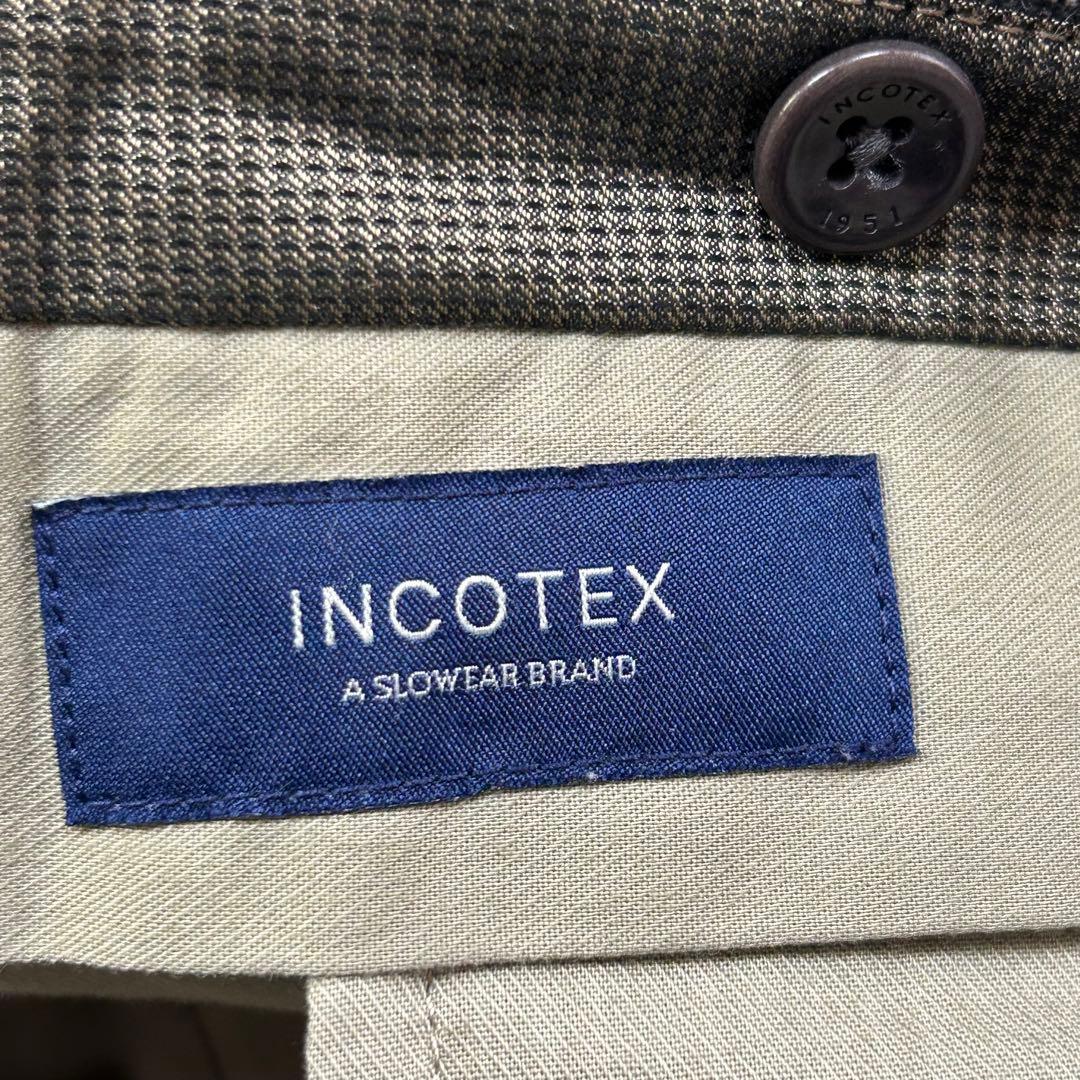 INCOTEX
1951
INCOTEX
A SLOWEAR BRAND